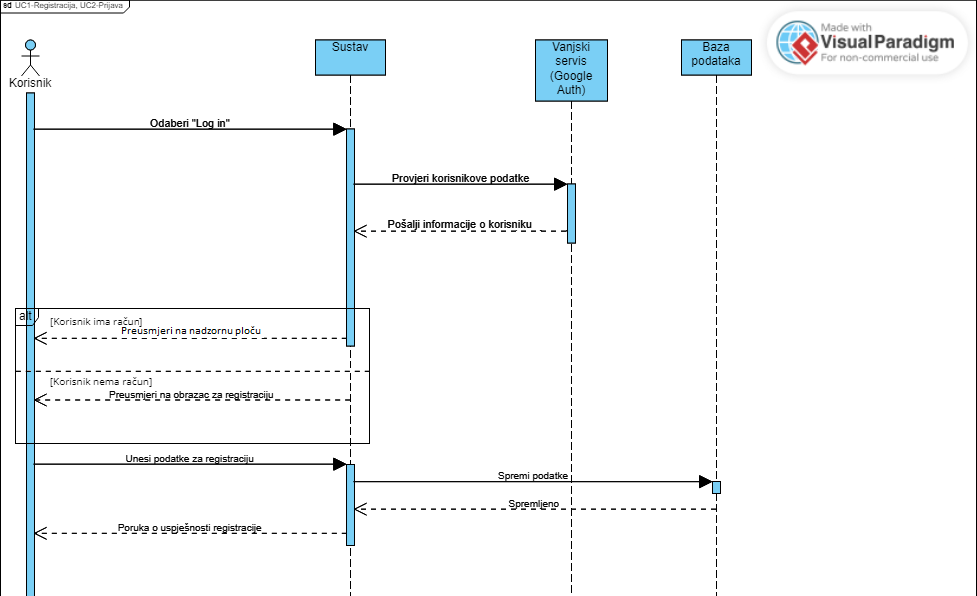 sd UC1-Registracija, UC2-Prijava
Made with
Visual Paradigm
For non-commercial use
Korisnik
Sustav
Vanjski
servis
(Google
Auth)
Baza
podataka
Odaberi "Log in"
Provjeri korisnikove podatke
Pošalji informacije o korisniku
alt
[Korisnik ima račun]
Preusmjeri na nadzornu ploču
[Korisnik nema račun]
Preusmjeri na obrazac za registraciju
Unesi podatke za registraciju
Spremi podatke
Spremljeno
Poruka o uspješnosti registracije